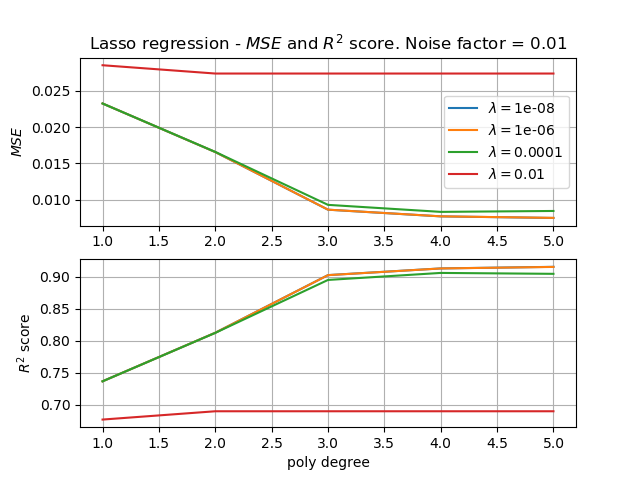 Lasso regression - MSE and R² score. Noise factor = 0.01
MSE
0.025
0.020
0.015
0.010
λ = 1e-08
λ = 1e-06
λ = 0.0001
λ = 0.01
1.0 1.5 2.0 2.5 3.0 3.5 4.0 4.5 5.0
R² score
0.90
0.85
0.80
0.75
0.70
1.0 1.5 2.0 2.5 3.0 3.5 4.0 4.5 5.0
poly degree